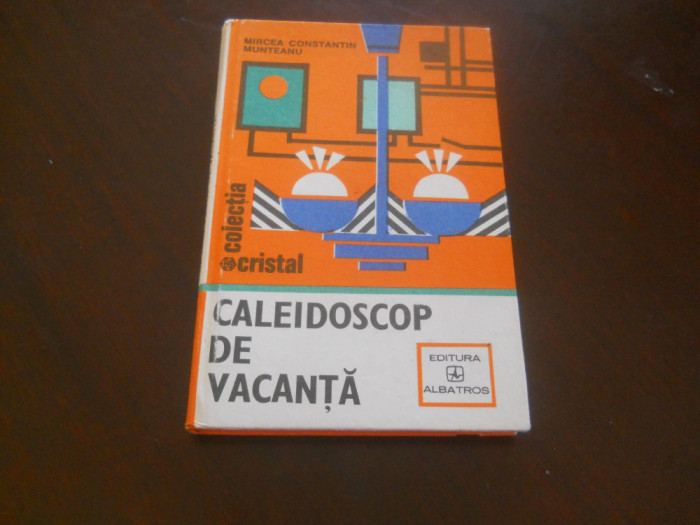 MIRCEA CONSTANTIN
MUNTEANU
colecția
cristal
CALEIDOSCOP
DE
VACANȚĂ
EDITURA
ALBATROS